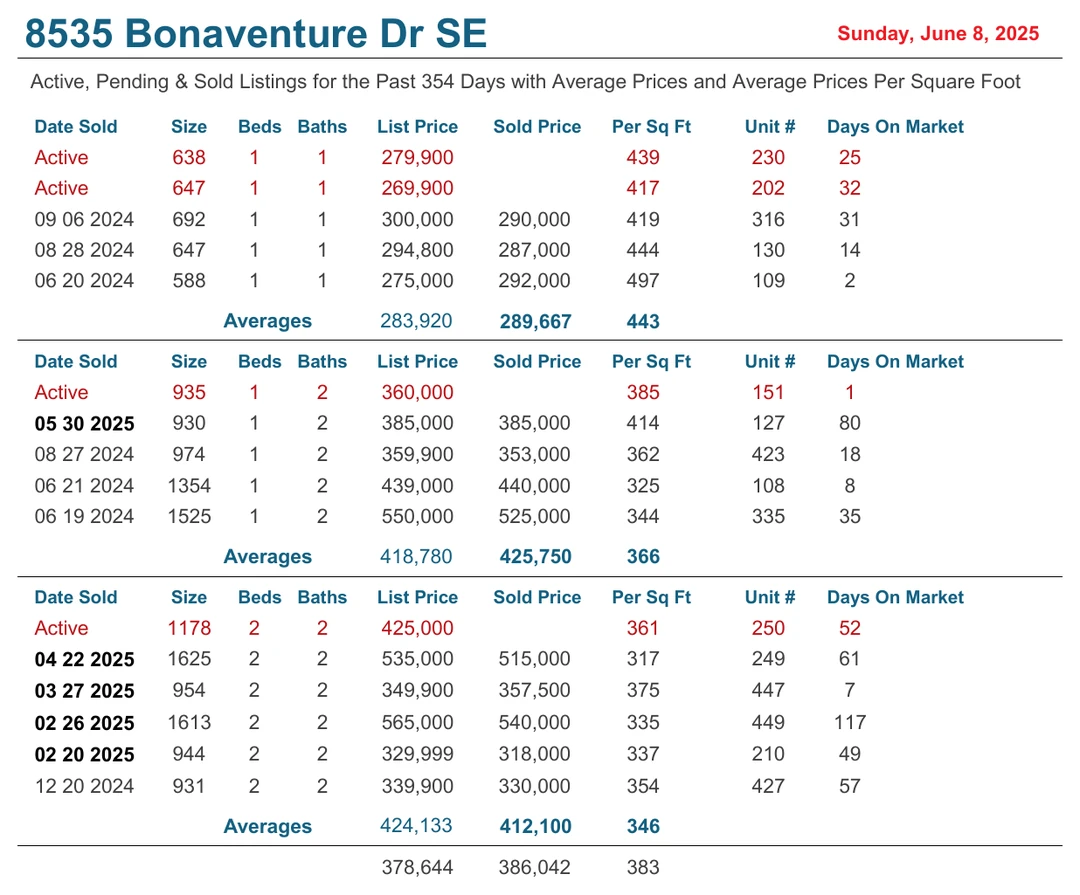 8535 Bonaventure Dr SE Sunday, June 8, 2025
Active, Pending & Sold Listings for the Past 354 Days with Average Prices and Average Prices Per Square Foot
Date Sold Size Beds Baths List Price Sold Price Per Sq Ft Unit # Days On Market
Active 638 1 1 279,900 439 230 25
Active 647 1 1 269,900 417 202 32
09 06 2024 692 1 1 300,000 290,000 419 316 31
08 28 2024 647 1 1 294,800 287,000 444 130 14
06 20 2024 588 1 1 275,000 292,000 497 109 2
Averages 283,920 289,667 443
Date Sold Size Beds Baths List Price Sold Price Per Sq Ft Unit # Days On Market
Active 935 1 2 360,000 385 151 1
05 30 2025 930 1 2 385,000 385,000 414 127 80
08 27 2024 974 1 2 359,900 353,000 362 423 18
06 21 2024 1354 1 2 439,000 440,000 325 108 8
06 19 2024 1525 1 2 550,000 525,000 344 335 35
Averages 418,780 425,750 366
Date Sold Size Beds Baths List Price Sold Price Per Sq Ft Unit # Days On Market
Active 1178 2 2 425,000 361 250 52
04 22 2025 1625 2 2 535,000 515,000 317 249 61
03 27 2025 954 2 2 349,900 357,500 375 447 7
02 26 2025 1613 2 2 565,000 540,000 335 449 117
02 20 2025 944 2 2 329,999 318,000 337 210 49
12 20 2024 931 2 2 339,900 330,000 354 427 57
Averages 424,133 412,100 346
378,644 386,042 383